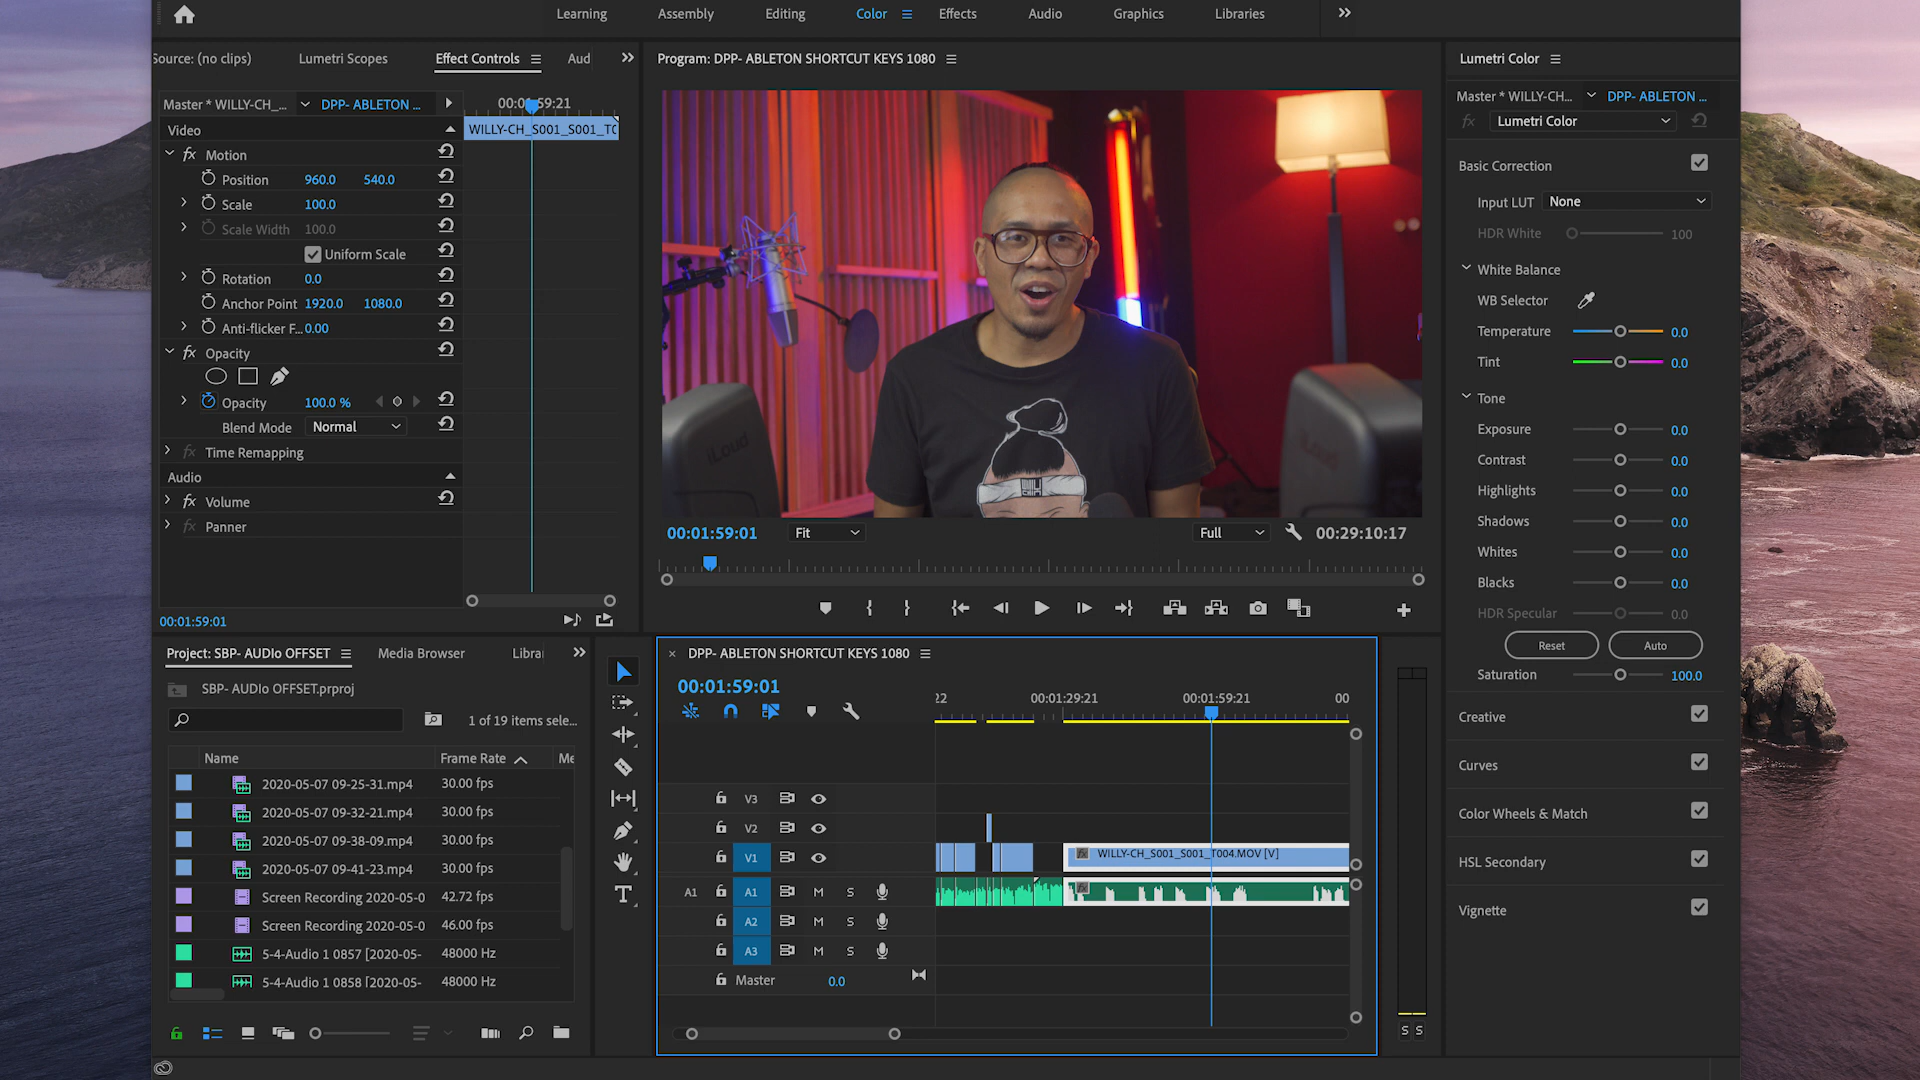 Learning
Assembly
Editing
Color
Effects
Audio
Graphics
Libraries
Source: (no clips)
Lumetri Scopes
Effect Controls
Aud
Master * WILLY-CH_...
DPP- ABLETON ...
00:01:59:21
Video
WILLY-CH_S001_S001_T0
fx Motion
Position 960.0 540.0
Scale 100.0
Scale Width 100.0
Uniform Scale
Rotation 0.0
Anchor Point 1920.0 1080.0
Anti-flicker F... 0.00
fx Opacity
Opacity 100.0 %
Blend Mode Normal
fx Time Remapping
Audio
fx Volume
fx Panner
00:01:59:01
Program: DPP- ABLETON SHORTCUT KEYS 1080
iLoud
iLoud
WILLY
CHIN
00:01:59:01
Fit
Full
00:29:10:17
Lumetri Color
Master * WILLY-CH...
DPP- ABLETON ...
fx Lumetri Color
Basic Correction
Input LUT None
HDR White 100
White Balance
WB Selector
Temperature 0.0
Tint 0.0
Tone
Exposure 0.0
Contrast 0.0
Highlights 0.0
Shadows 0.0
Whites 0.0
Blacks 0.0
HDR Specular 0.0
Reset
Auto
Saturation 100.0
Creative
Curves
Color Wheels & Match
HSL Secondary
Vignette
Project: SBP- AUDIo OFFSET
Media Browser
Librai
SBP- AUDIo OFFSET.prproj
1 of 19 items sele...
Name
Frame Rate
Me
2020-05-07 09-25-31.mp4 30.00 fps
2020-05-07 09-32-21.mp4 30.00 fps
2020-05-07 09-38-09.mp4 30.00 fps
2020-05-07 09-41-23.mp4 30.00 fps
Screen Recording 2020-05-0 42.72 fps
Screen Recording 2020-05-0 46.00 fps
5-4-Audio 1 0857 [2020-05- 48000 Hz
5-4-Audio 1 0858 [2020-05- 48000 Hz
T
× DPP- ABLETON SHORTCUT KEYS 1080
00:01:59:01
:22
00:01:29:21
00:01:59:21
00
V3
V2
V1
fx WILLY-CH_S001_S001_T004.MOV [V]
A1 A1 M S
fx
A2 M S
A3 M S
Master 0.0
S S